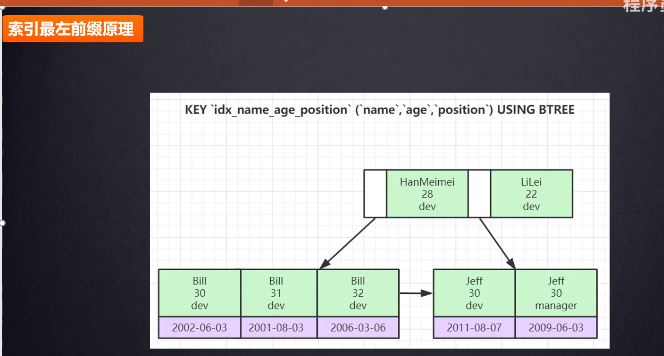 程序员
索引最左前缀原理
KEY `idx_name_age_position` (`name`,`age`,`position`) USING BTREE
HanMeimei
28
dev
LiLei
22
dev
Bill
30
dev
2002-06-03
Bill
31
dev
2001-08-03
Bill
32
dev
2006-03-06
Jeff
30
dev
2011-08-07
Jeff
30
manager
2009-06-03